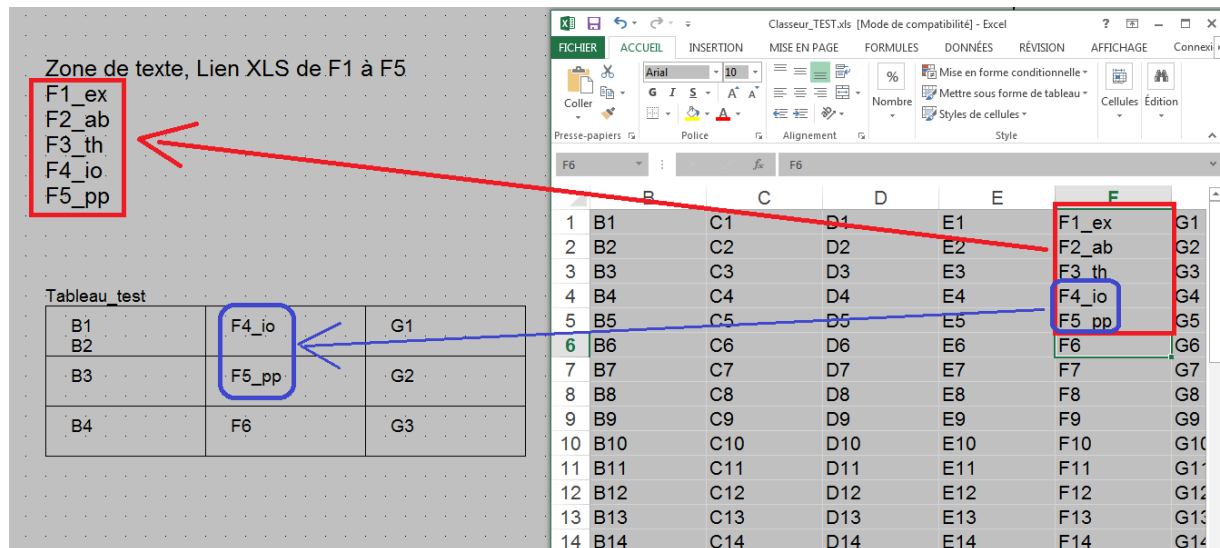 Zone de texte, Lien XLS de F1 à F5
F1_ex
F2_ab
F3_th
F4_io
F5_pp
Tableau_test
B1 F4_io G1
B2
B3 F5_pp G2
B4 F6 G3
Classeur_TEST.xls [Mode de compatibilité] - Excel
FICHIER ACCUEIL INSERTION MISE EN PAGE FORMULES DONNÉES RÉVISION AFFICHAGE Connexi
Arial 10 % Mise en forme conditionnelle
Coller G I S A A Nombre Mettre sous forme de tableau Cellules Édition
A Styles de cellules
Presse-papiers Police Alignement Style
F6 fx F6
B C D E F
1 B1 C1 D1 E1 F1_ex G1
2 B2 C2 D2 E2 F2_ab G2
3 B3 C3 D3 E3 F3_th G3
4 B4 C4 D4 E4 F4_io G4
5 B5 C5 D5 E5 F5_pp G5
6 B6 C6 D6 E6 F6 G6
7 B7 C7 D7 E7 F7 G7
8 B8 C8 D8 E8 F8 G8
9 B9 C9 D9 E9 F9 G9
10 B10 C10 D10 E10 F10 G10
11 B11 C11 D11 E11 F11 G11
12 B12 C12 D12 E12 F12 G12
13 B13 C13 D13 E13 F13 G13
14 B14 C14 D14 E14 F14 G14